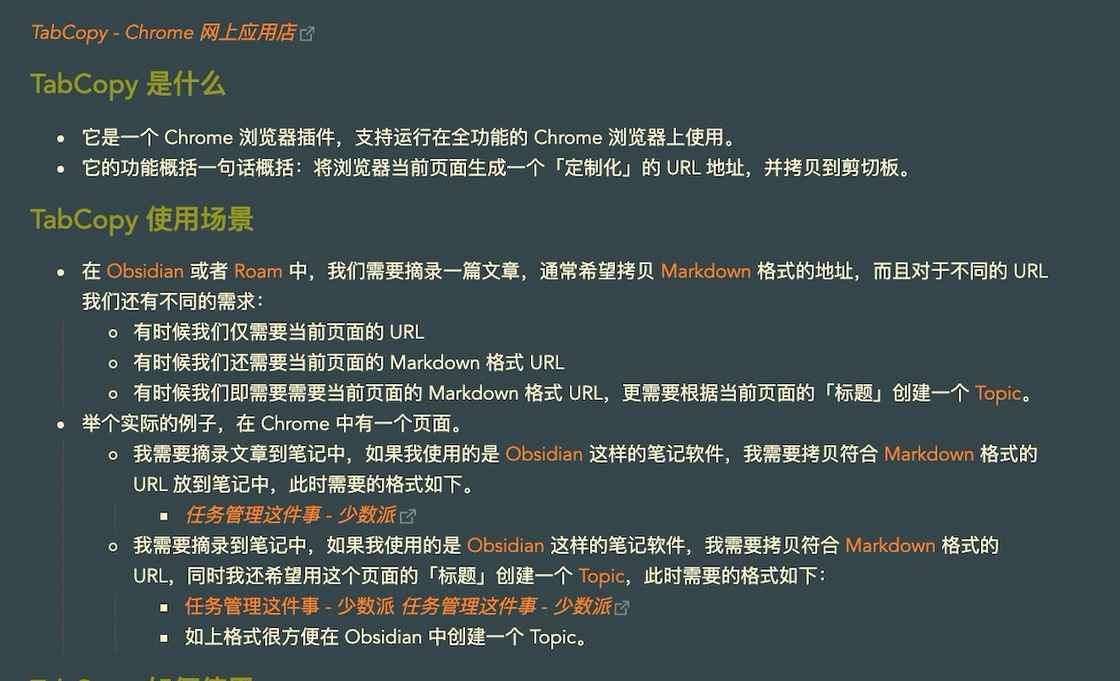 TabCopy - Chrome 网上应用店
TabCopy 是什么
它是一个 Chrome 浏览器插件，支持运行在全功能的 Chrome 浏览器上使用。
它的功能概括一句话概括：将浏览器当前页面生成一个「定制化」的 URL 地址，并拷贝到剪切板。
TabCopy 使用场景
在 Obsidian 或者 Roam 中，我们需要摘录一篇文章，通常希望拷贝 Markdown 格式的地址，而且对于不同的 URL
我们还有不同的需求：
有时候我们仅需要当前页面的 URL
有时候我们还需要当前页面的 Markdown 格式 URL
有时候我们即需要需要当前页面的 Markdown 格式 URL，更需要根据当前页面的「标题」创建一个 Topic。
举个实际的例子，在 Chrome 中有一个页面。
我需要摘录文章到笔记中，如果我使用的是 Obsidian 这样的笔记软件，我需要拷贝符合 Markdown 格式的
URL 放到笔记中，此时需要的格式如下。
任务管理这件事 - 少数派
我需要摘录到笔记中，如果我使用的是 Obsidian 这样的笔记软件，我需要拷贝符合 Markdown 格式的
URL，同时我还希望用这个页面的「标题」创建一个 Topic，此时需要的格式如下：
任务管理这件事 - 少数派 任务管理这件事 - 少数派
如上格式很方便在 Obsidian 中创建一个 Topic。